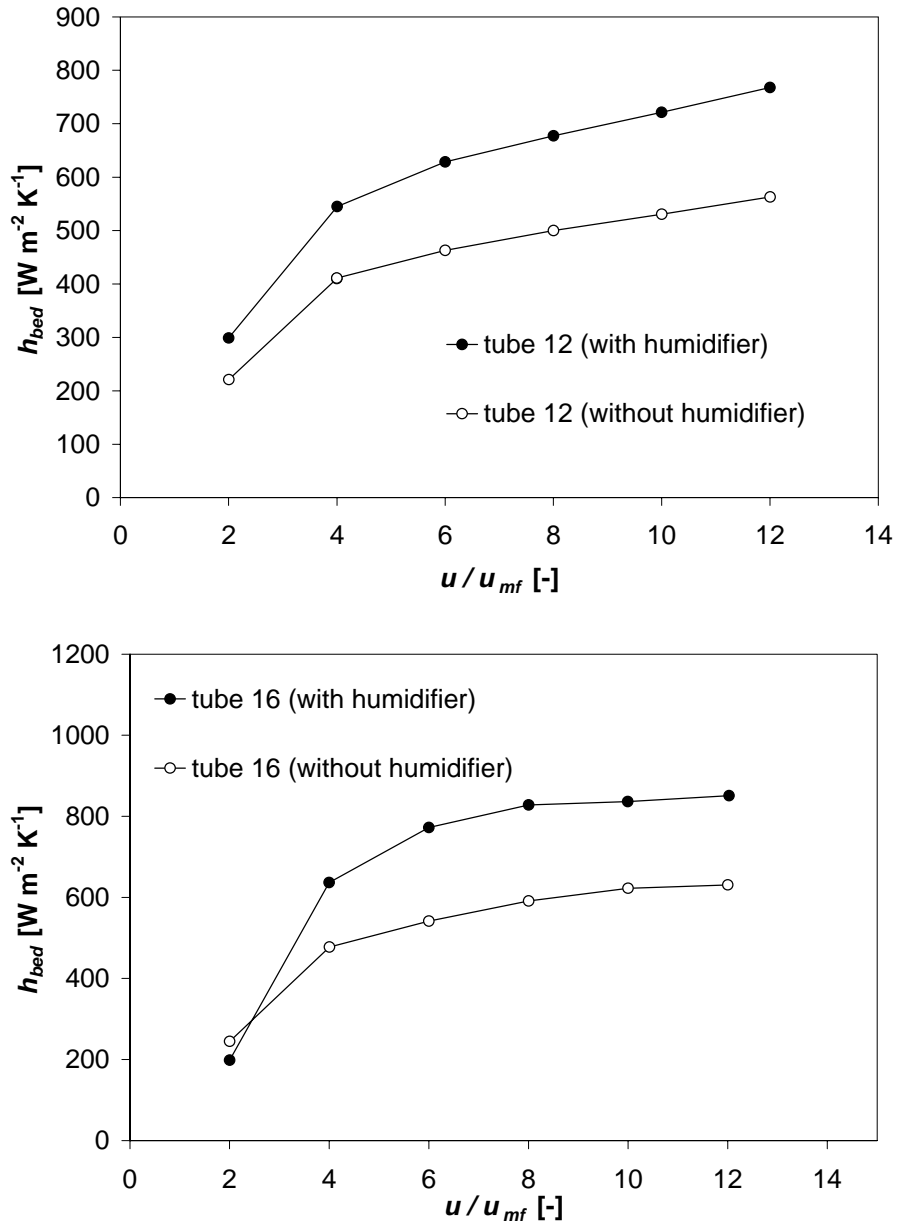 900
800
700
600
500
400
300
200
100
0
h_bed [W m⁻² K⁻¹]
tube 12 (with humidifier)
tube 12 (without humidifier)
0 2 4 6 8 10 12 14
u / u_mf [-]
1200
1000
800
600
400
200
0
h_bed [W m⁻² K⁻¹]
tube 16 (with humidifier)
tube 16 (without humidifier)
0 2 4 6 8 10 12 14
u / u_mf [-]